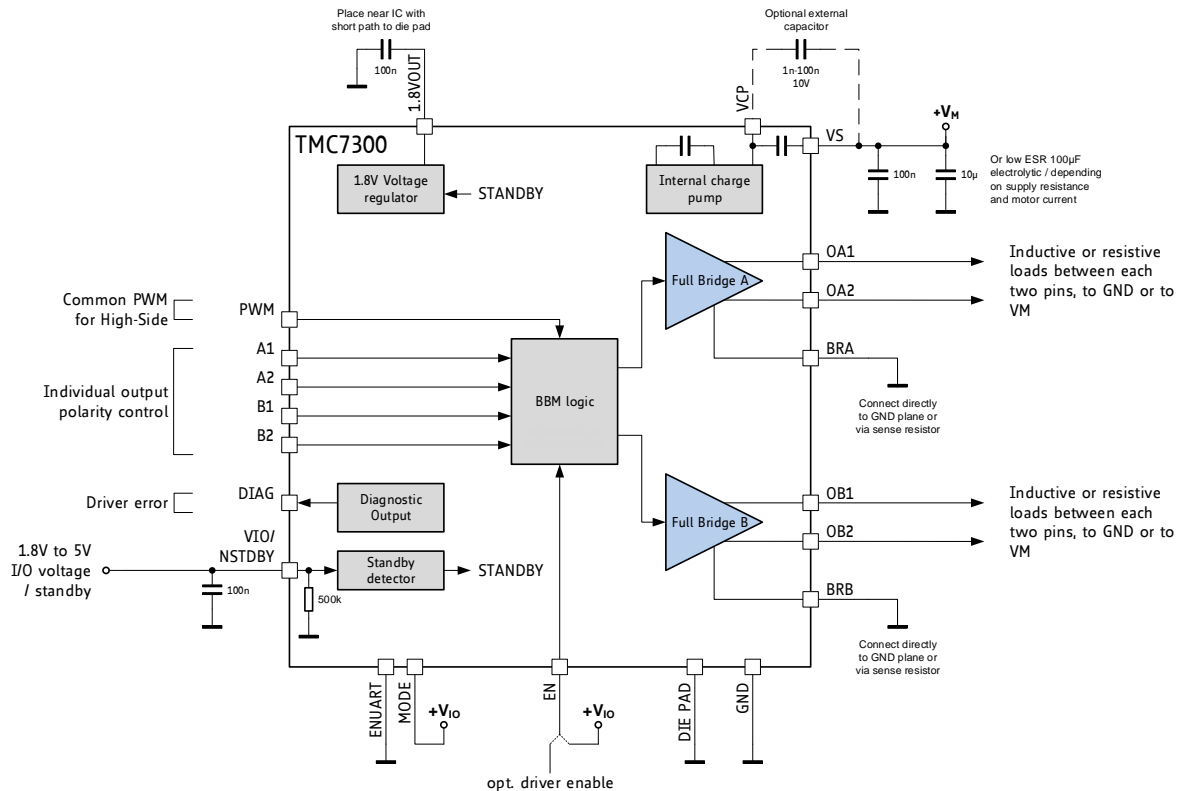 Place near IC with
short path to die pad
100n
1.8VOUT
Optional external
capacitor
1n-100n
10V
VCP
+VM
VS
TMC7300
1.8V Voltage
regulator
STANDBY
Internal charge
pump
100n
10µ
Or low ESR 100µF
electrolytic / depending
on supply resistance
and motor current
OA1
Full Bridge A
OA2
Inductive or resistive
loads between each
two pins, to GND or to
VM
Common PWM
for High-Side
PWM
A1
A2
B1
B2
Individual output
polarity control
BBM logic
BRA
Connect directly
to GND plane or
via sense resistor
Driver error
DIAG
Diagnostic
Output
OB1
Full Bridge B
OB2
Inductive or resistive
loads between each
two pins, to GND or to
VM
1.8V to 5V
I/O voltage
/ standby
VIO/
NSTDBY
100n
500k
Standby
detector
STANDBY
BRB
Connect directly
to GND plane or
via sense resistor
ENUART
MODE
+VIO
EN
+VIO
DIE PAD
GND
opt. driver enable